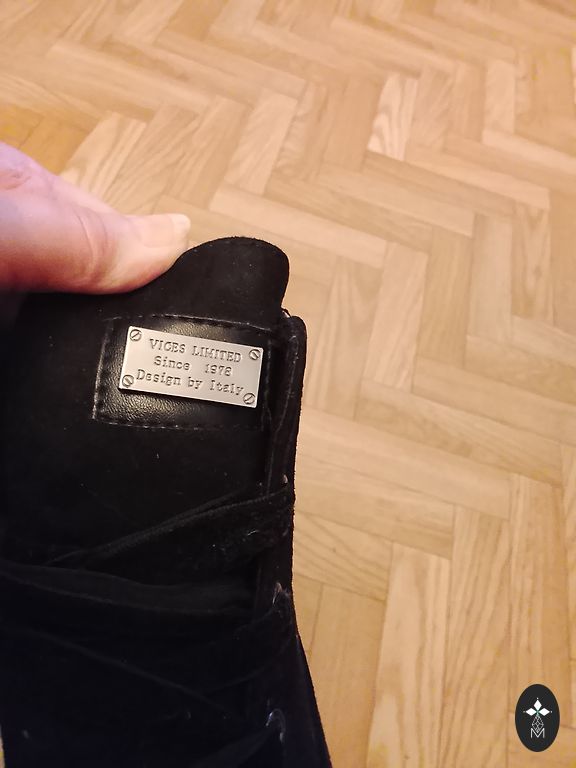 VICES LIMITED
Since 1978
Design by Italy